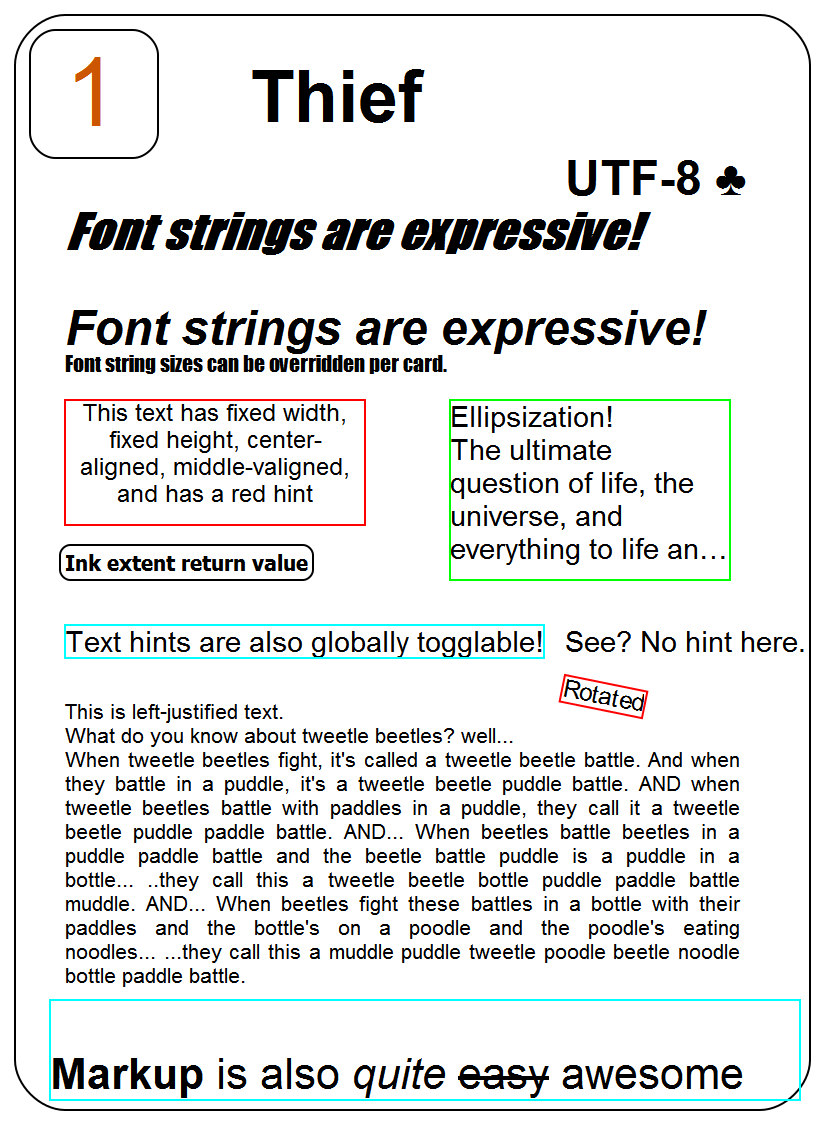 1
Thief
UTF-8 ♣
Font strings are expressive!
Font strings are expressive!
Font string sizes can be overridden per card.
This text has fixed width,
fixed height, center-
aligned, middle-valigned,
and has a red hint
Ellipsization!
The ultimate
question of life, the
universe, and
everything to life an…
Ink extent return value
Text hints are also globally togglable!
See? No hint here.
Rotated
This is left-justified text.
What do you know about tweetle beetles? well...
When tweetle beetles fight, it's called a tweetle beetle battle. And when
they battle in a puddle, it's a tweetle beetle puddle battle. AND when
tweetle beetles battle with paddles in a puddle, they call it a tweetle
beetle puddle paddle battle. AND... When beetles battle beetles in a
puddle paddle battle and the beetle battle puddle is a puddle in a
bottle... ..they call this a tweetle beetle bottle puddle paddle battle
muddle. AND... When beetles fight these battles in a bottle with their
paddles and the bottle's on a poodle and the poodle's eating
noodles... ...they call this a muddle puddle tweetle poodle beetle noodle
bottle paddle battle.
Markup is also quite easy awesome